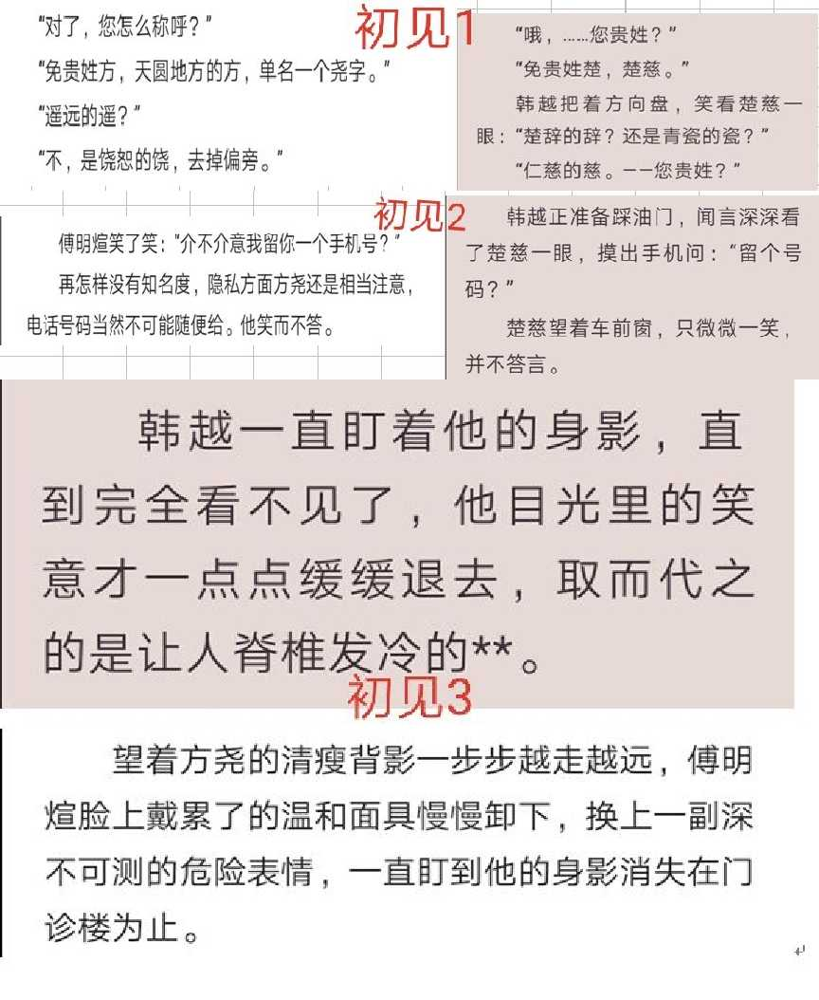 初见1
“对了，您怎么称呼？”
“免贵姓方，天圆地方的方，单名一个尧字。”
“遥远的遥？”
“不，是饶恕的饶，去掉偏旁。”
“哦，……您贵姓？”
“免贵姓楚，楚慈。”
韩越把着方向盘，笑看楚慈一
眼：“楚辞的辞？还是青瓷的瓷？”
“仁慈的慈。——您贵姓？”
初见2
傅明煊笑了笑："介不介意我留你一个手机号？”
再怎样没有知名度，隐私方面方尧还是相当注意，
电话号码当然不可能随便给。他笑而不答。
韩越正准备踩油门，闻言深深看
了楚慈一眼，摸出手机问：“留个号
码？”
楚慈望着车前窗，只微微一笑，
并不答言。
韩越一直盯着他的身影，直
到完全看不见了，他目光里的笑
意才一点点缓缓退去，取而代之
的是让人脊椎发冷的**。
初见3
望着方尧的清瘦背影一步步越走越远，傅明
煊脸上戴累了的温和面具慢慢卸下，换上一副深
不可测的危险表情，一直盯到他的身影消失在门
诊楼为止。